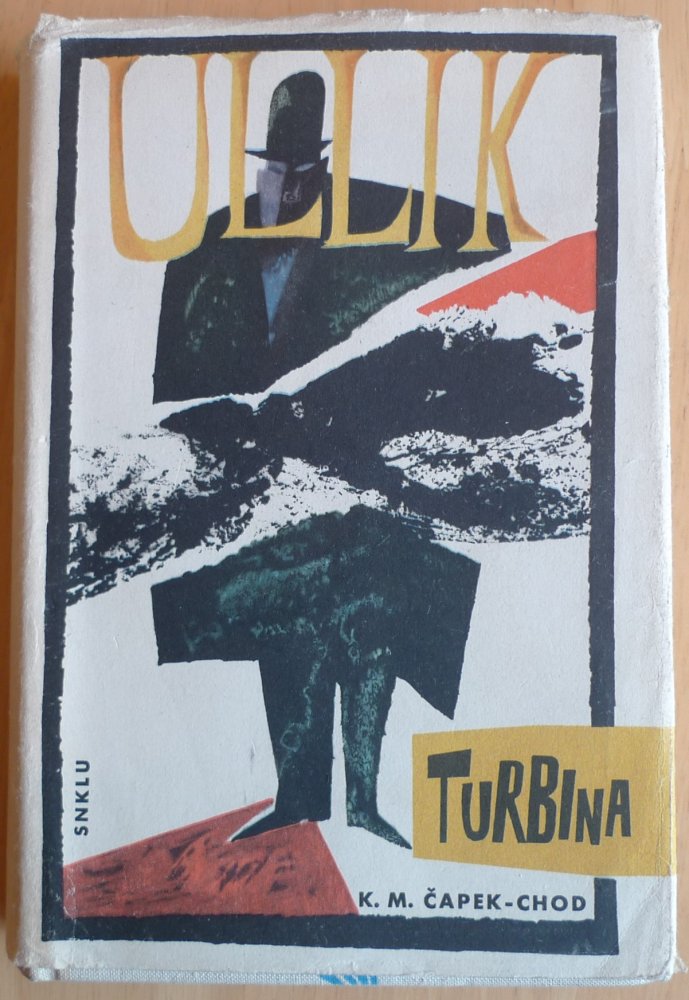 ULLIK
SNKLU
TURBINA
K. M. ČAPEK-CHOD